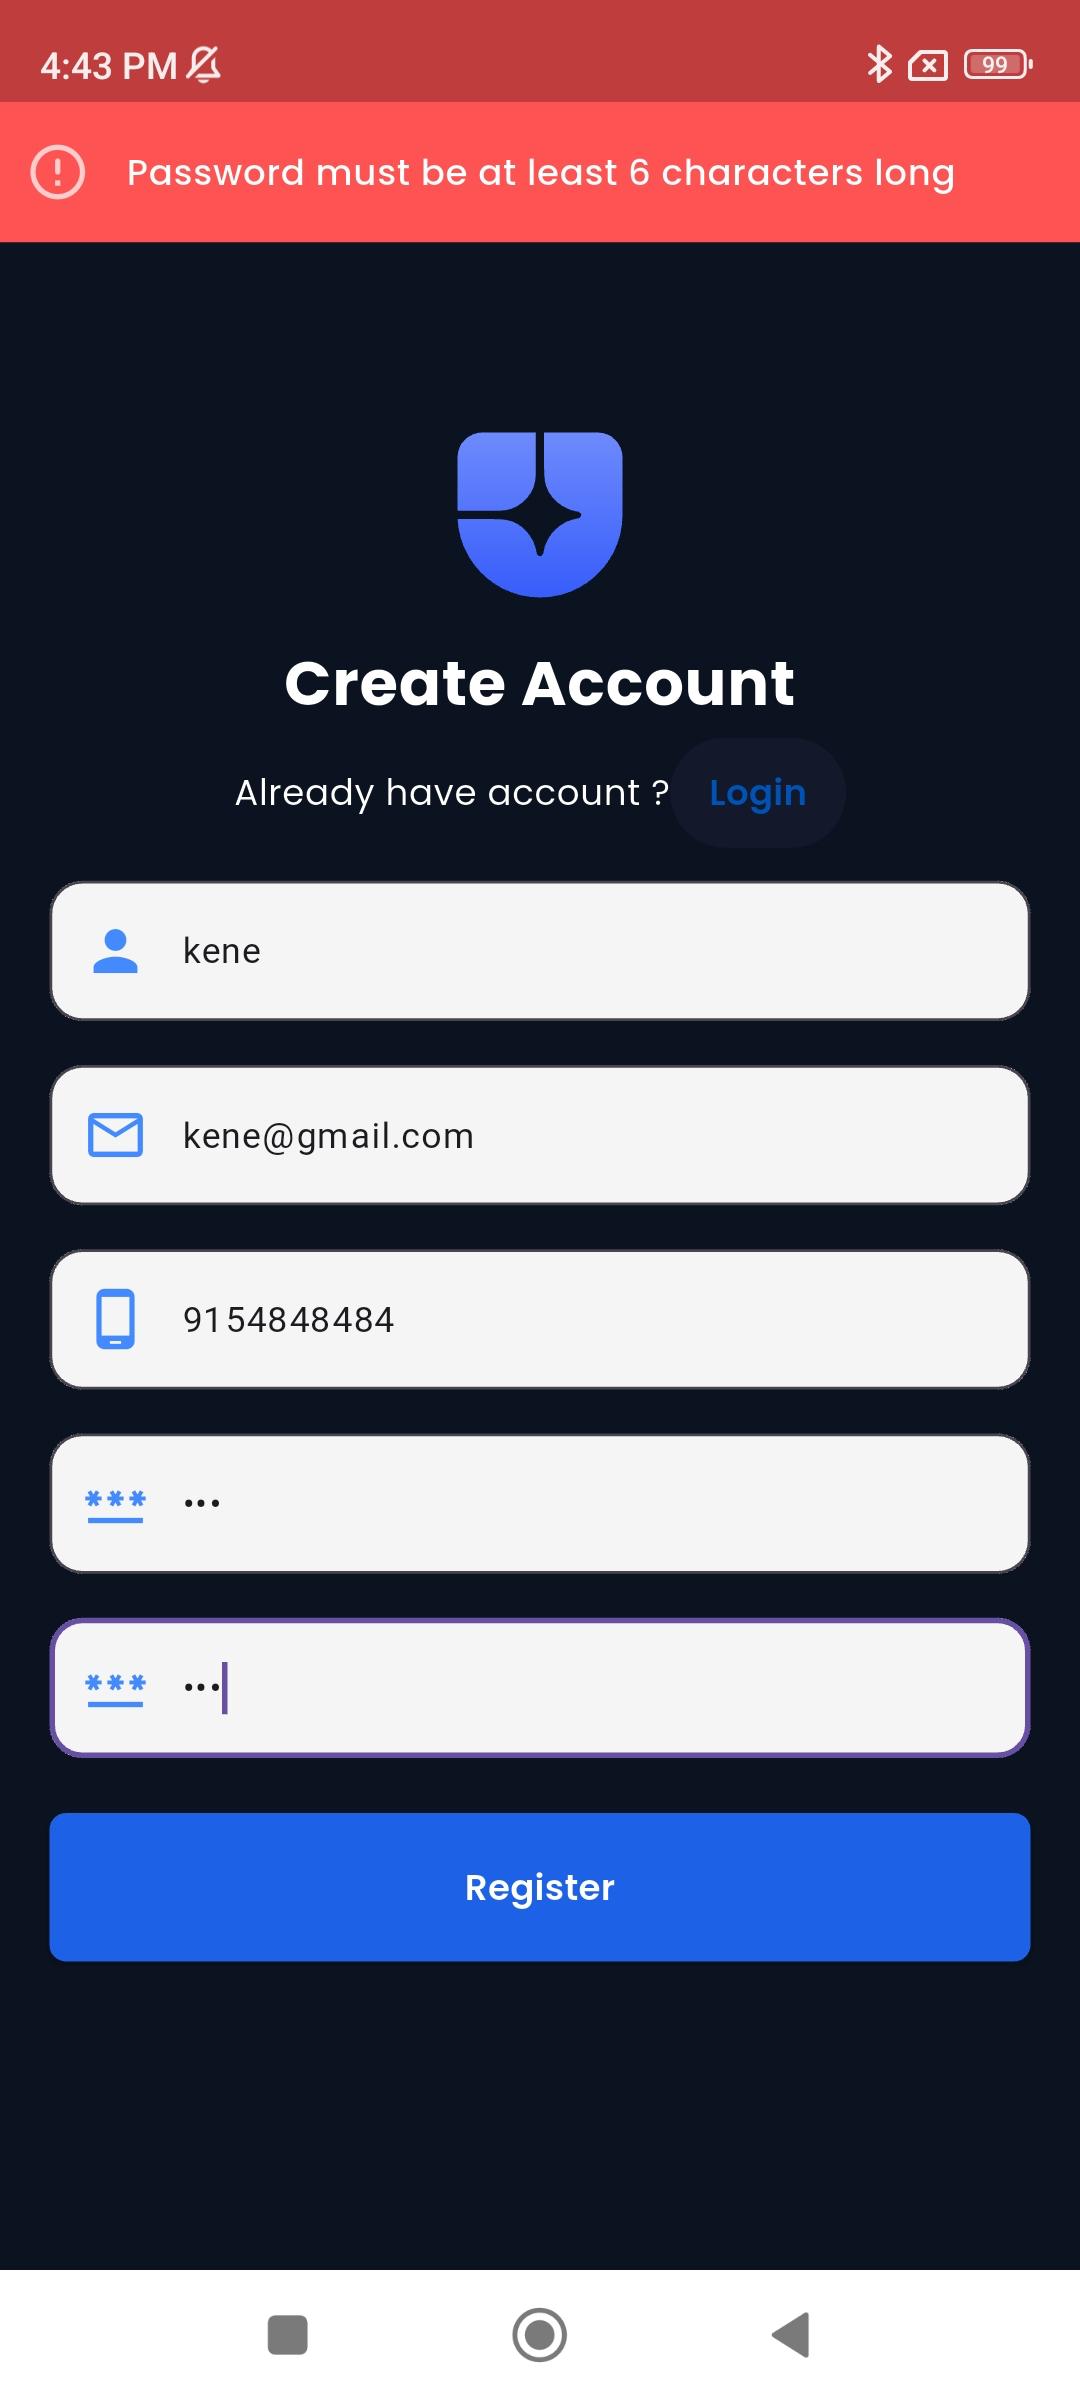 4:43 PM
99
Password must be at least 6 characters long
Create Account
Already have account ? Login
kene
kene@gmail.com
9154848484
***
•••
***
•••
Register